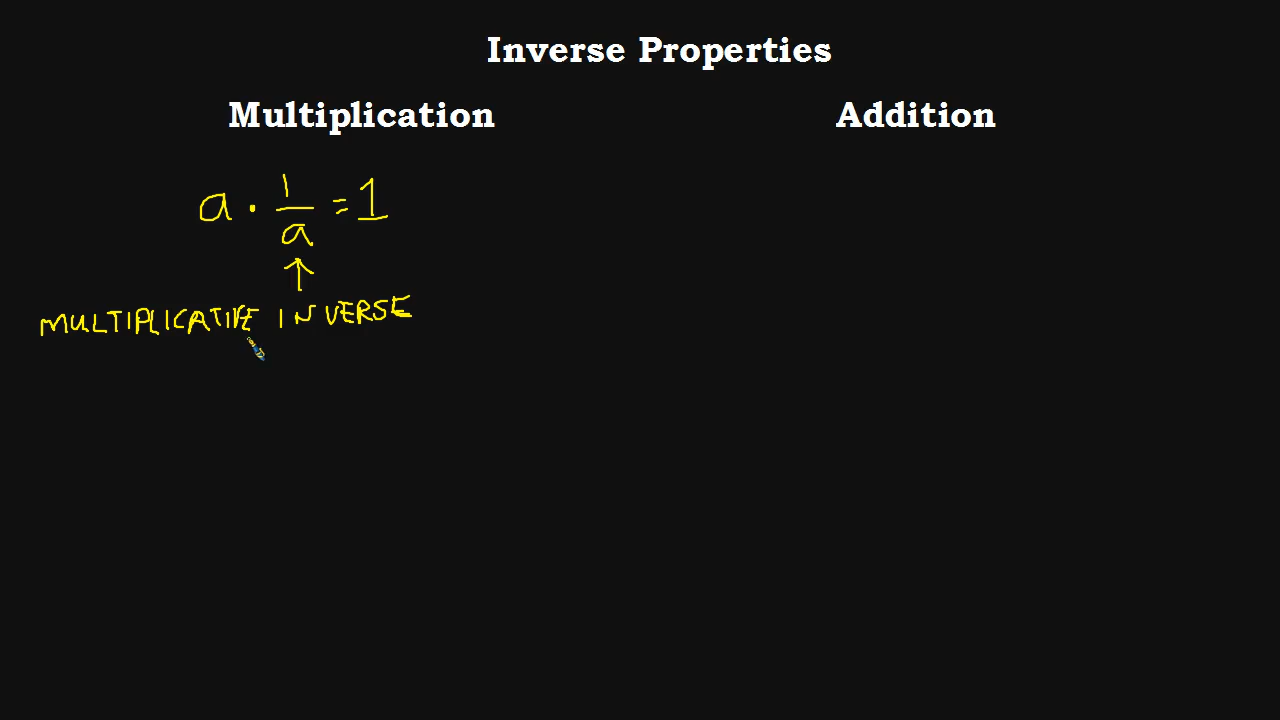 Inverse Properties
Multiplication Addition
a · 1/a = 1
↑
MULTIPLICATIVE INVERSE